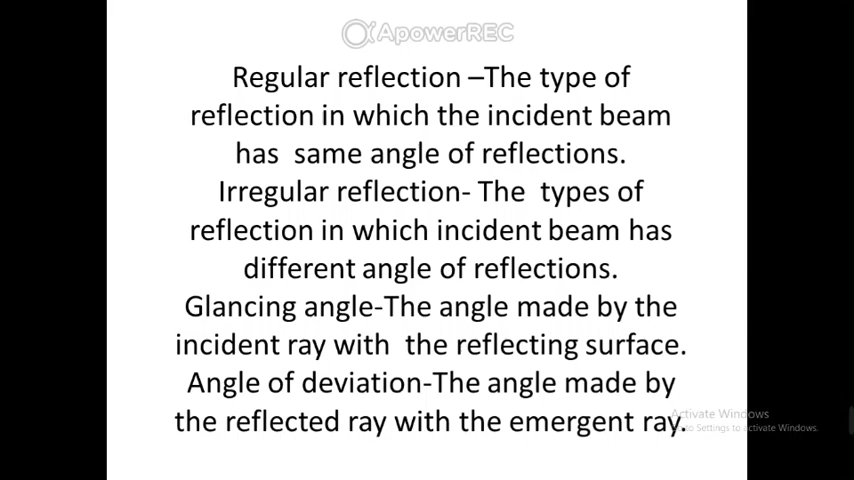 ApowerREC
Regular reflection –The type of
reflection in which the incident beam
has same angle of reflections.
Irregular reflection- The types of
reflection in which incident beam has
different angle of reflections.
Glancing angle-The angle made by the
incident ray with the reflecting surface.
Angle of deviation-The angle made by
the reflected ray with the emergent ray.
Activate Windows
to Settings to activate Windows.